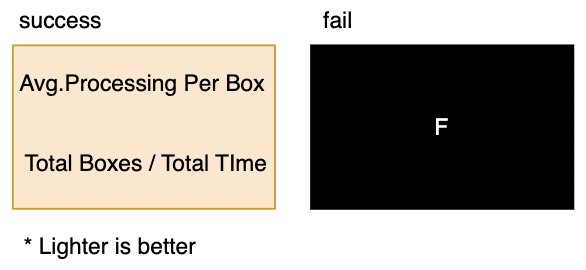 success
fail
Avg.Processing Per Box
F
Total Boxes / Total TIme
* Lighter is better